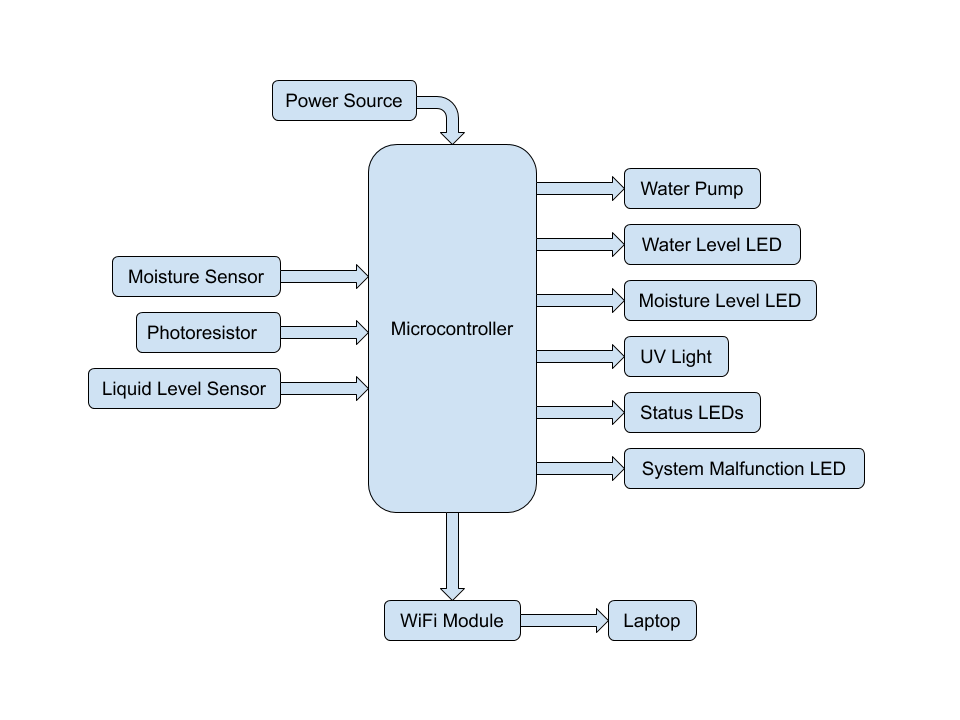 Power Source
Water Pump
Water Level LED
Moisture Sensor
Moisture Level LED
Photoresistor
Microcontroller
UV Light
Liquid Level Sensor
Status LEDs
System Malfunction LED
WiFi Module
Laptop